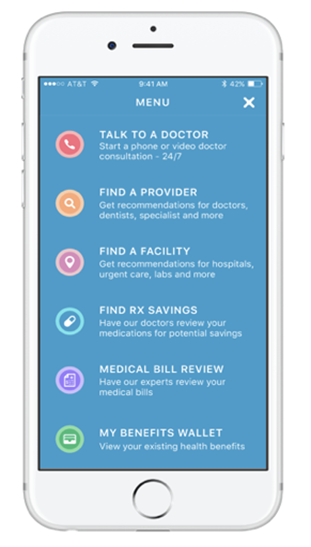 AT&T 9:41 AM 42%
MENU
TALK TO A DOCTOR
Start a phone or video doctor
consultation - 24/7
FIND A PROVIDER
Get recommendations for doctors,
dentists, specialist and more
FIND A FACILITY
Get recommendations for hospitals,
urgent care, labs and more
FIND RX SAVINGS
Have our doctors review your
medications for potential savings
MEDICAL BILL REVIEW
Have our experts review your
medical bills
MY BENEFITS WALLET
View your existing health benefits